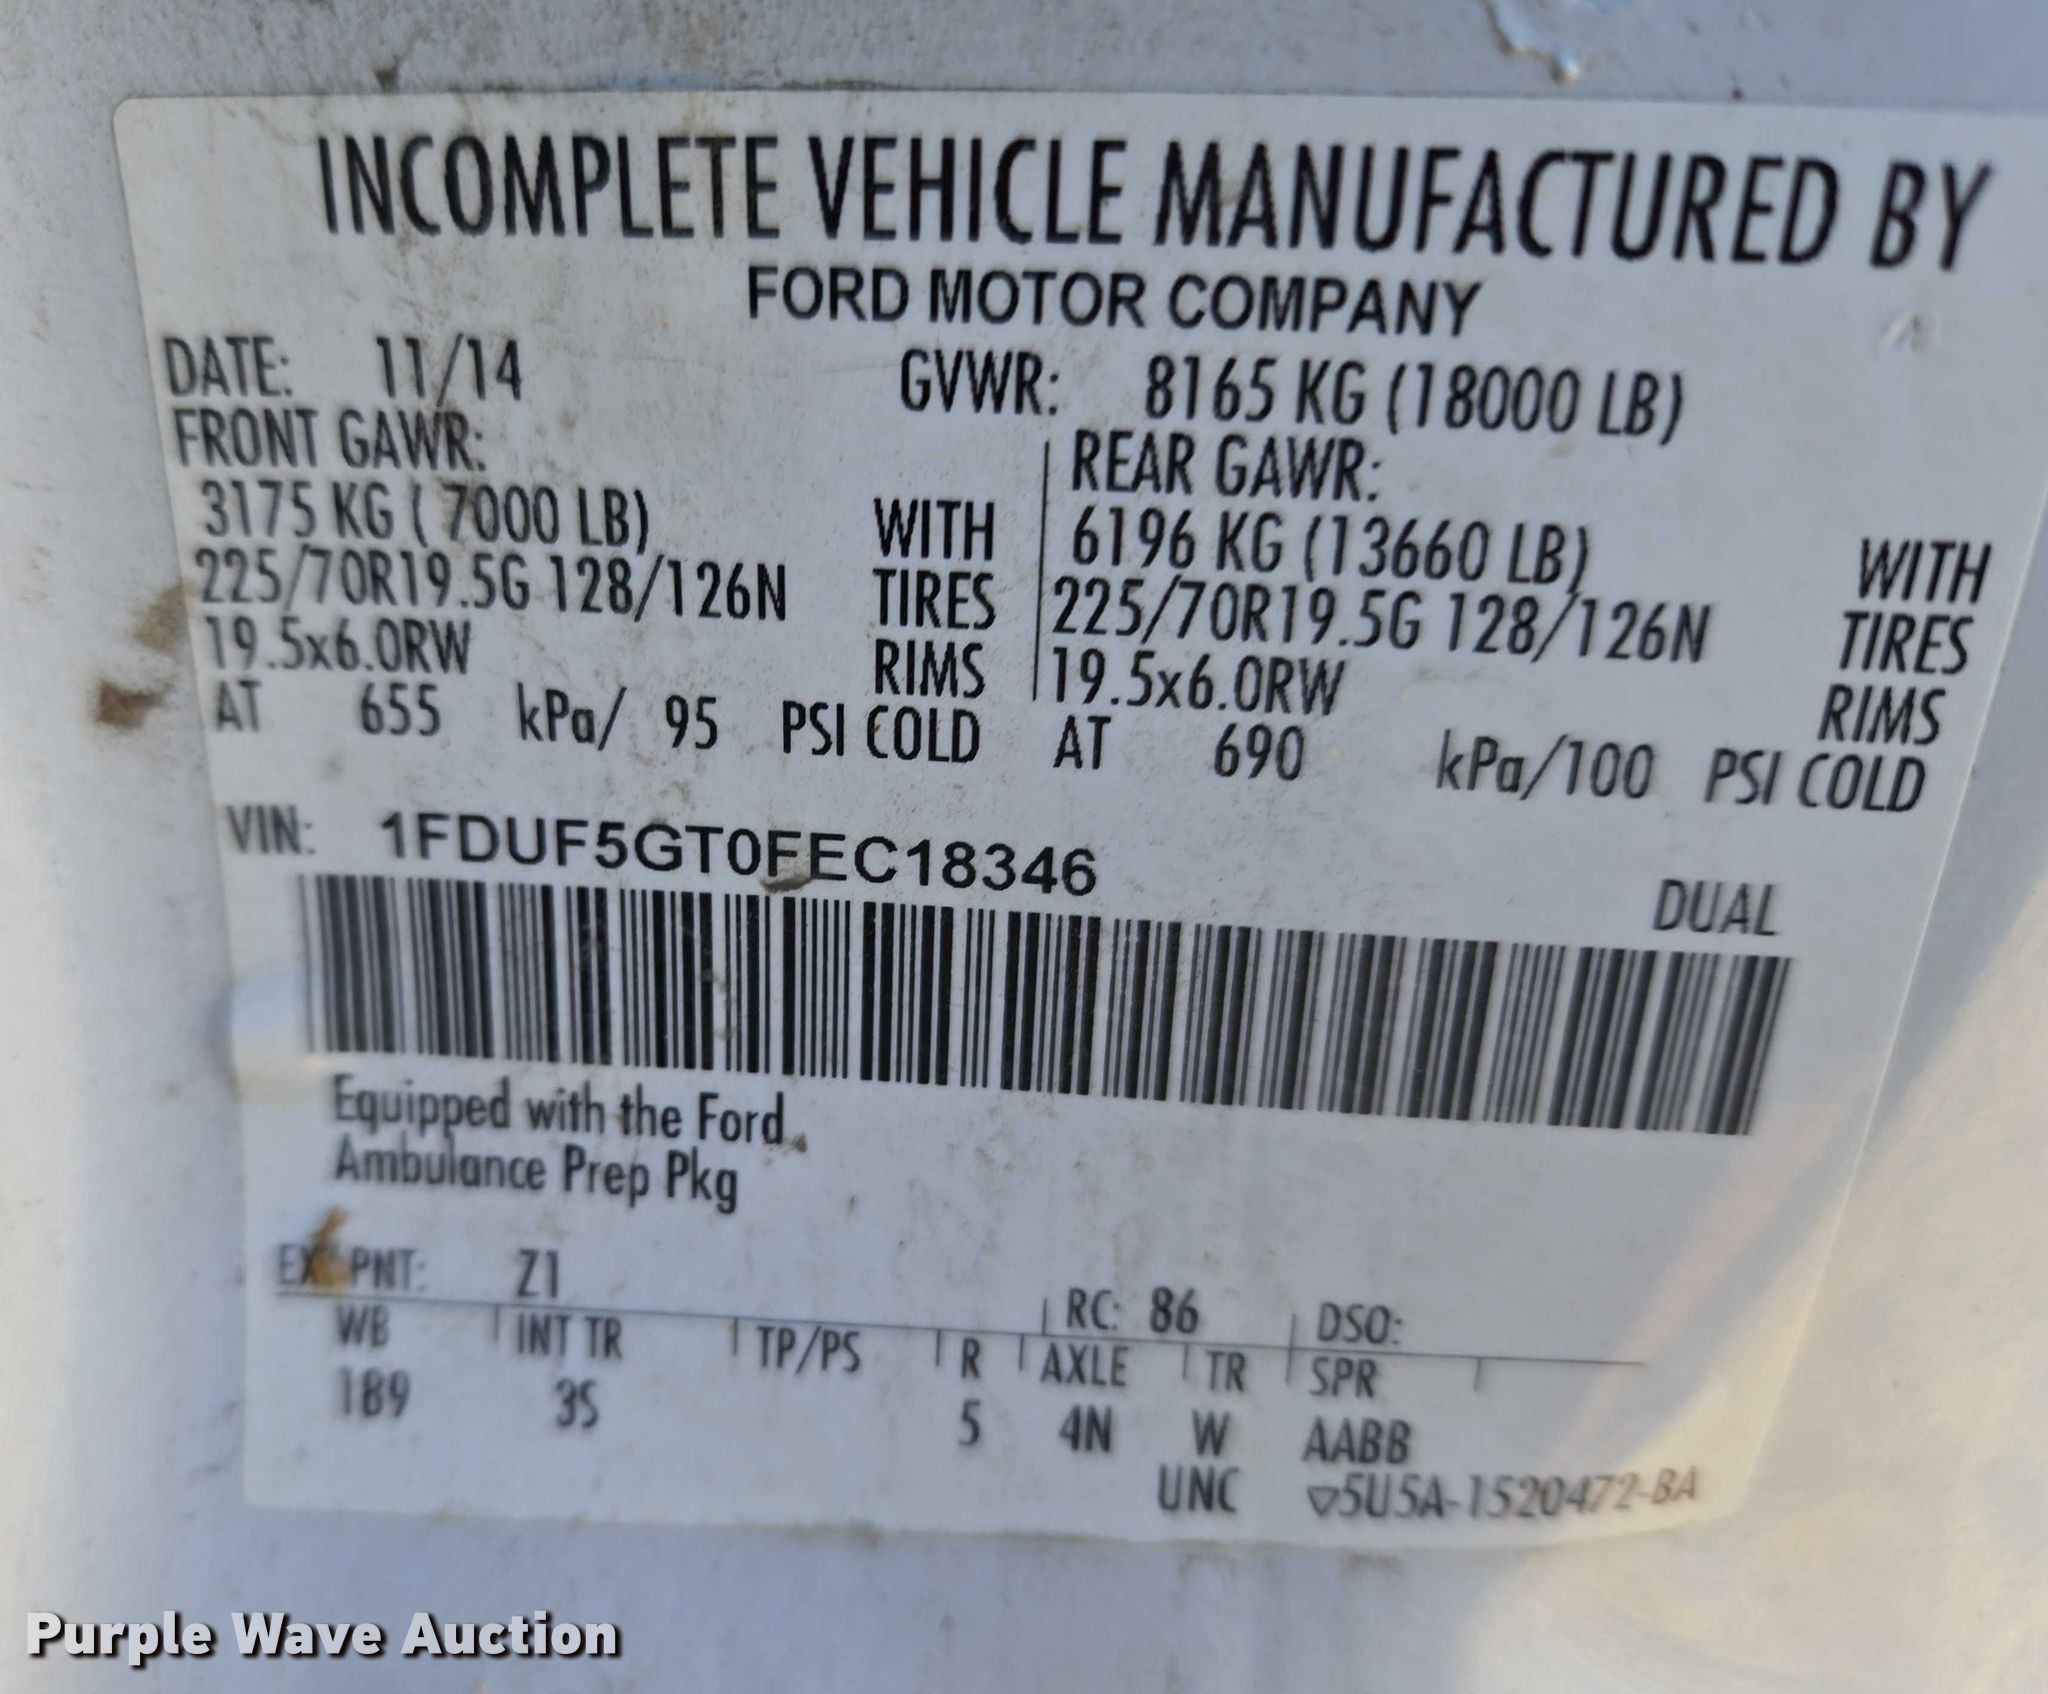 INCOMPLETE VEHICLE MANUFACTURED BY
FORD MOTOR COMPANY
DATE: 11/14 GVWR: 8165 KG (18000 LB)
FRONT GAWR: REAR GAWR:
3175 KG ( 7000 LB) WITH 6196 KG (13660 LB) WITH
225/70R19.5G 128/126N TIRES 225/70R19.5G 128/126N TIRES
19.5x6.0RW RIMS 19.5x6.0RW RIMS
AT 655 kPa/ 95 PSI COLD AT 690 kPa/100 PSI COLD
VIN: 1FDUF5GT0FEC18346
DUAL
Equipped with the Ford
Ambulance Prep Pkg
EXT PNT: Z1 RC: 86 DSO:
WB INT TR TP/PS R AXLE TR SPR
189 3S 5 4N W AABB
UNC ▽5U5A-1520472-BA
Purple Wave Auction